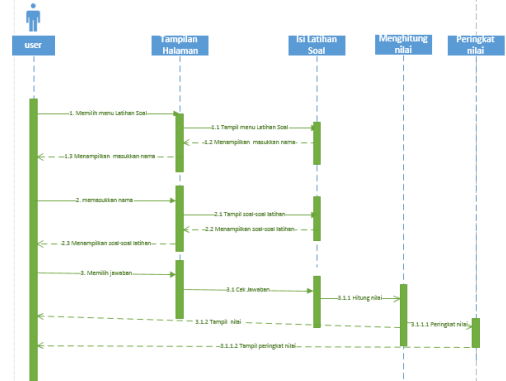 user
Tampilan
Halaman
Isi Latihan
Soal
Menghitung
nilai
Peringkat
nilai
1. Memilih menu Latihan Soal
1.1 Tampil menu Latihan Soal
1.2 Menampilkan masukkan nama
1.3 Menampilkan masukkan nama
2. memasukkan nama
2.1 Tampil soal-soal latihan
2.2 Menampilkan soal-soal latihan
2.3 Menampilkan soal-soal latihan
3. Memilih jawaban
3.1 Cek Jawaban
3.1.1 Hitung nilai
3.1.2 Tampil nilai
3.1.1.1 Peringkat nilai
3.1.1.2 Tampil peringkat nilai